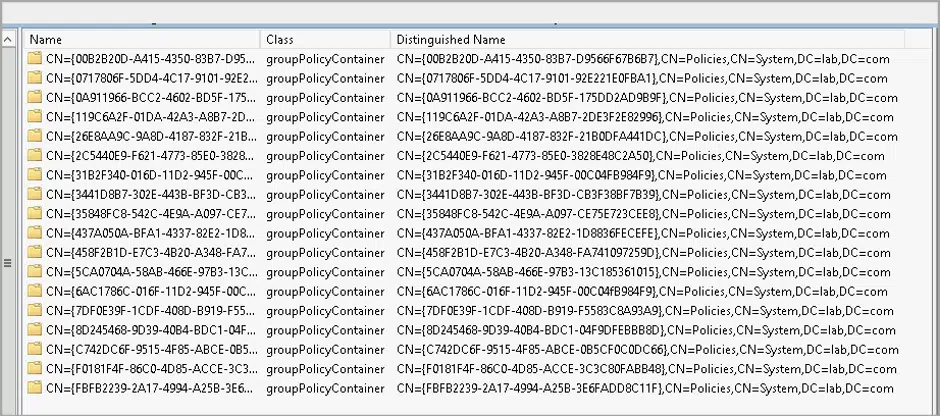 Name Class Distinguished Name
CN={00B2B20D-A415-4350-83B7-D95... groupPolicyContainer CN={00B2B20D-A415-4350-83B7-D9566F67B6B7},CN=Policies,CN=System,DC=lab,DC=com
CN={0717806F-5DD4-4C17-9101-92E2... groupPolicyContainer CN={0717806F-5DD4-4C17-9101-92E221E0FBA1},CN=Policies,CN=System,DC=lab,DC=com
CN={0A911966-BCC2-4602-BD5F-175... groupPolicyContainer CN={0A911966-BCC2-4602-BD5F-175DD2AD9B9F},CN=Policies,CN=System,DC=lab,DC=com
CN={119C6A2F-01DA-42A3-A8B7-2D... groupPolicyContainer CN={119C6A2F-01DA-42A3-A8B7-2DE3F2E82996},CN=Policies,CN=System,DC=lab,DC=com
CN={26E8AA9C-9A8D-4187-832F-21B... groupPolicyContainer CN={26E8AA9C-9A8D-4187-832F-21B0DFA441DC},CN=Policies,CN=System,DC=lab,DC=com
CN={2C5440E9-F621-4773-85E0-3828... groupPolicyContainer CN={2C5440E9-F621-4773-85E0-3828E48C2A50},CN=Policies,CN=System,DC=lab,DC=com
CN={31B2F340-016D-11D2-945F-00C... groupPolicyContainer CN={31B2F340-016D-11D2-945F-00C04FB984F9},CN=Policies,CN=System,DC=lab,DC=com
CN={3441D8B7-302E-443B-BF3D-CB3... groupPolicyContainer CN={3441D8B7-302E-443B-BF3D-CB3F38BF7B39},CN=Policies,CN=System,DC=lab,DC=com
CN={35848FC8-542C-4E9A-A097-CE7... groupPolicyContainer CN={35848FC8-542C-4E9A-A097-CE75E723CEE8},CN=Policies,CN=System,DC=lab,DC=com
CN={437A050A-BFA1-4337-82E2-1D8... groupPolicyContainer CN={437A050A-BFA1-4337-82E2-1D8836FECEFE},CN=Policies,CN=System,DC=lab,DC=com
CN={458F2B1D-E7C3-4B20-A348-FA7... groupPolicyContainer CN={458F2B1D-E7C3-4B20-A348-FA741097259D},CN=Policies,CN=System,DC=lab,DC=com
CN={5CA0704A-58AB-466E-97B3-13C... groupPolicyContainer CN={5CA0704A-58AB-466E-97B3-13C185361015},CN=Policies,CN=System,DC=lab,DC=com
CN={6AC1786C-016F-11D2-945F-00C... groupPolicyContainer CN={6AC1786C-016F-11D2-945F-00C04fB984F9},CN=Policies,CN=System,DC=lab,DC=com
CN={7DF0E39F-1CDF-408D-B919-F55... groupPolicyContainer CN={7DF0E39F-1CDF-408D-B919-F5583C8A93A9},CN=Policies,CN=System,DC=lab,DC=com
CN={8D245468-9D39-40B4-BDC1-04F... groupPolicyContainer CN={8D245468-9D39-40B4-BDC1-04F9DFEBBB8D},CN=Policies,CN=System,DC=lab,DC=com
CN={C742DC6F-9515-4F85-ABCE-0B5... groupPolicyContainer CN={C742DC6F-9515-4F85-ABCE-0B5CF0C0DC66},CN=Policies,CN=System,DC=lab,DC=com
CN={F0181F4F-86C0-4D85-ACCE-3C3... groupPolicyContainer CN={F0181F4F-86C0-4D85-ACCE-3C3C80FABB48},CN=Policies,CN=System,DC=lab,DC=com
CN={FBFB2239-2A17-4994-A25B-3E6... groupPolicyContainer CN={FBFB2239-2A17-4994-A25B-3E6FADD8C11F},CN=Policies,CN=System,DC=lab,DC=com